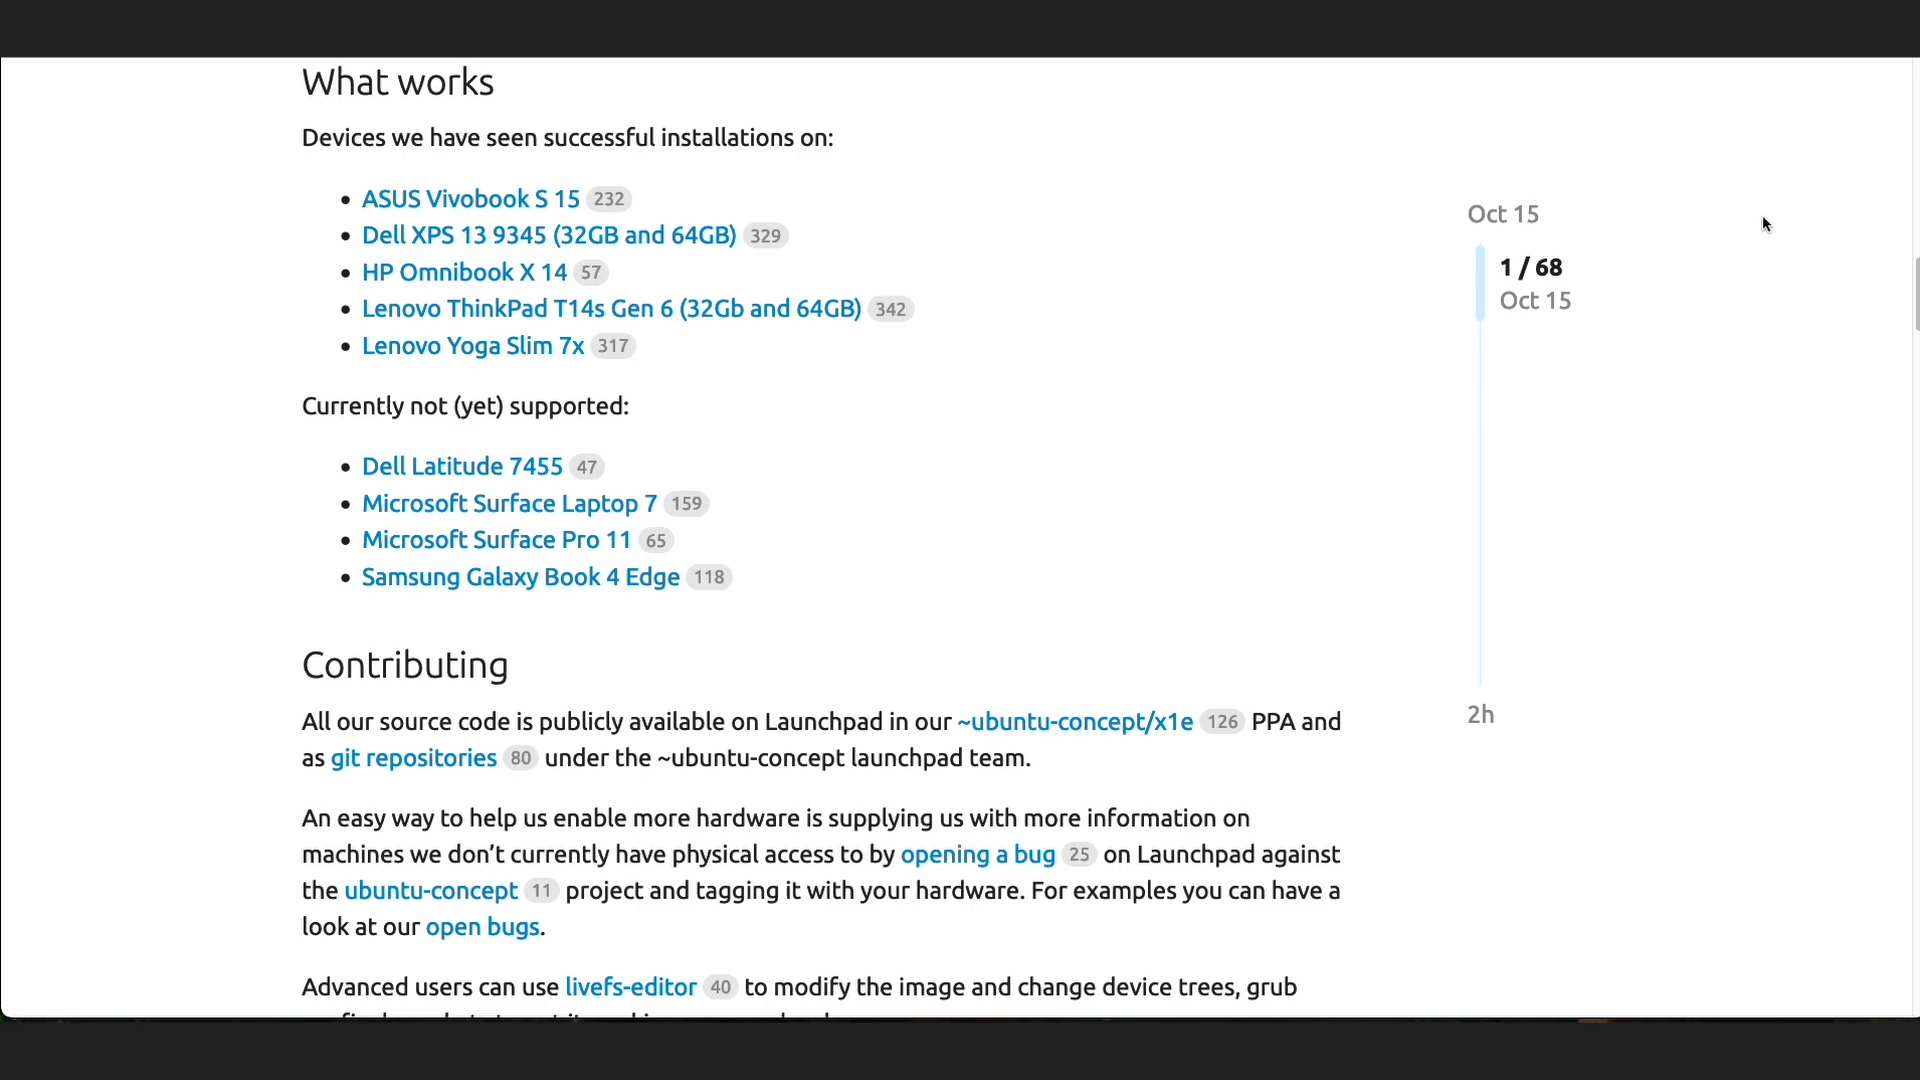 What works
Devices we have seen successful installations on:
ASUS Vivobook S 15 232
Dell XPS 13 9345 (32GB and 64GB) 329
HP Omnibook X 14 57
Lenovo ThinkPad T14s Gen 6 (32Gb and 64GB) 342
Lenovo Yoga Slim 7x 317
Currently not (yet) supported:
Dell Latitude 7455 47
Microsoft Surface Laptop 7 159
Microsoft Surface Pro 11 65
Samsung Galaxy Book 4 Edge 118
Contributing
All our source code is publicly available on Launchpad in our ~ubuntu-concept/x1e 126 PPA and
as git repositories 80 under the ~ubuntu-concept launchpad team.
An easy way to help us enable more hardware is supplying us with more information on
machines we don’t currently have physical access to by opening a bug 25 on Launchpad against
the ubuntu-concept 11 project and tagging it with your hardware. For examples you can have a
look at our open bugs.
Advanced users can use livefs-editor 40 to modify the image and change device trees, grub
Oct 15
1 / 68
Oct 15
2h